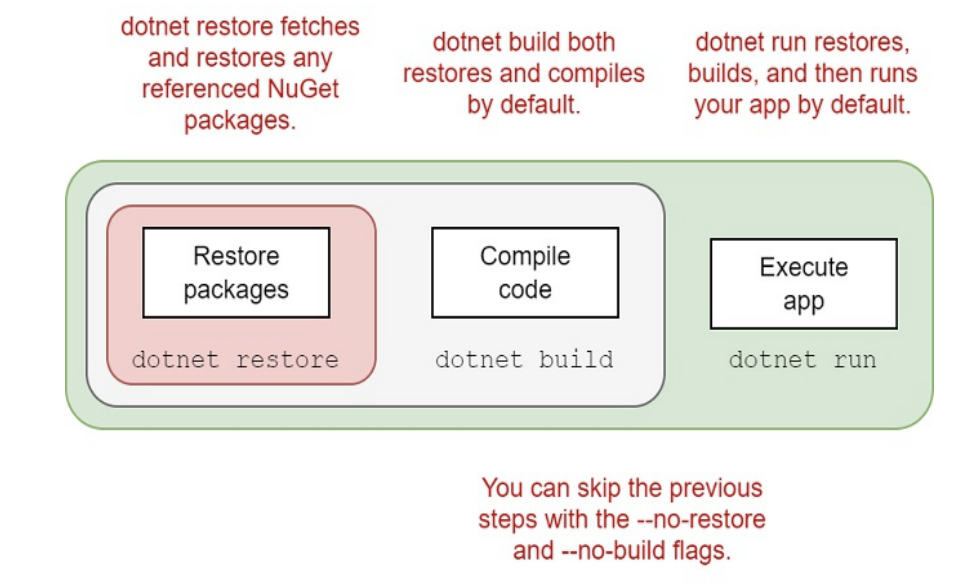 dotnet restore fetches
and restores any
referenced NuGet
packages.
dotnet build both
restores and compiles
by default.
dotnet run restores,
builds, and then runs
your app by default.
Restore
packages
dotnet restore
Compile
code
dotnet build
Execute
app
dotnet run
You can skip the previous
steps with the --no-restore
and --no-build flags.